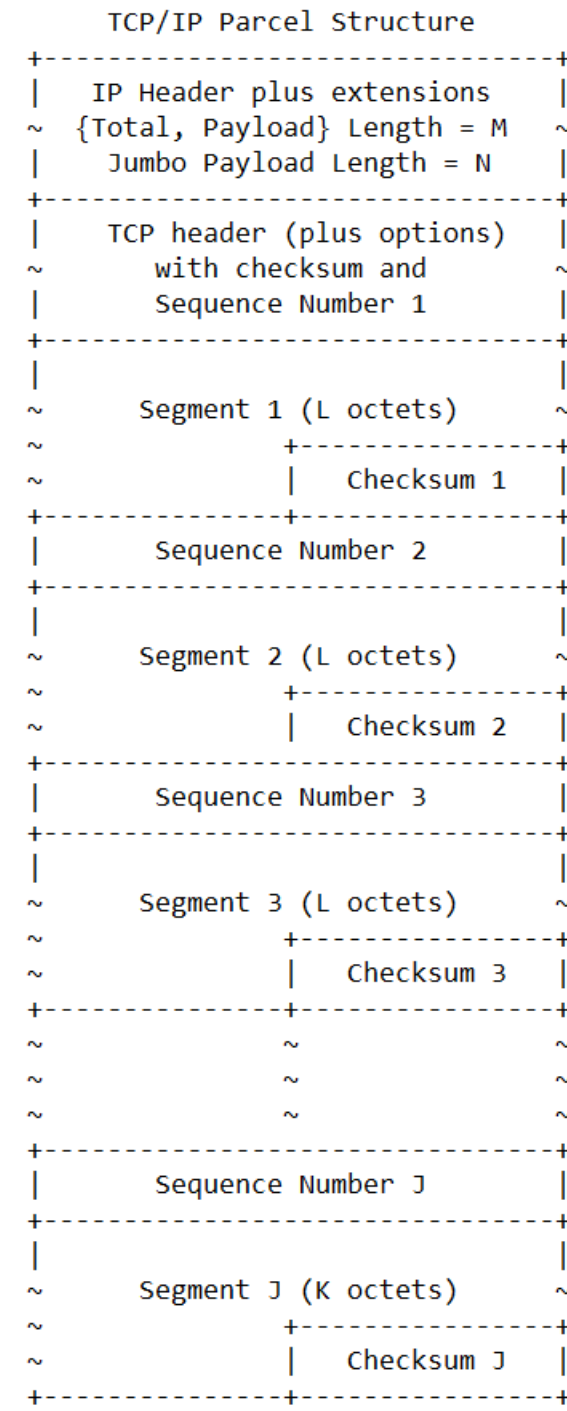 TCP/IP Parcel Structure
+--------------------------------+
|   IP Header plus extensions    |
~  {Total, Payload} Length = M   ~
|    Jumbo Payload Length = N    |
+--------------------------------+
|    TCP header (plus options)   |
~       with checksum and        ~
|       Sequence Number 1        |
+--------------------------------+
|                                |
~      Segment 1 (L octets)      ~
~               +----------------+
~               |   Checksum 1   |
+---------------+----------------+
|       Sequence Number 2        |
+--------------------------------+
|                                |
~      Segment 2 (L octets)      ~
~               +----------------+
~               |   Checksum 2   |
+--------------------------------+
|       Sequence Number 3        |
+--------------------------------+
|                                |
~      Segment 3 (L octets)      ~
~               +----------------+
~               |   Checksum 3   |
+---------------+----------------+
~               ~                ~
~               ~                ~
~               ~                ~
+--------------------------------+
|       Sequence Number J        |
+--------------------------------+
|                                |
~      Segment J (K octets)      ~
~               +----------------+
~               |   Checksum J   |
+---------------+----------------+